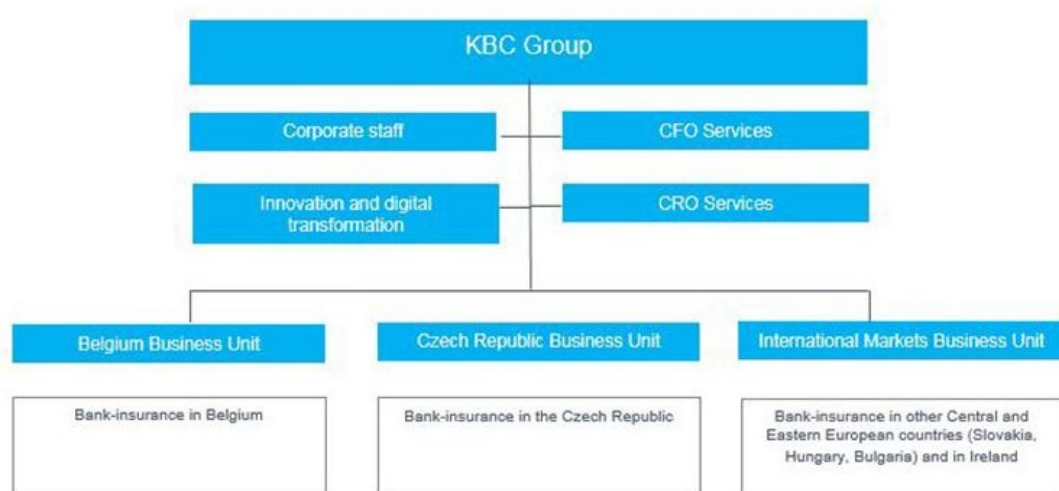 KBC Group
Corporate staff
CFO Services
Innovation and digital
transformation
CRO Services
Belgium Business Unit
Czech Republic Business Unit
International Markets Business Unit
Bank-insurance in Belgium
Bank-insurance in the Czech Republic
Bank-insurance in other Central and
Eastern European countries (Slovakia,
Hungary, Bulgaria) and in Ireland